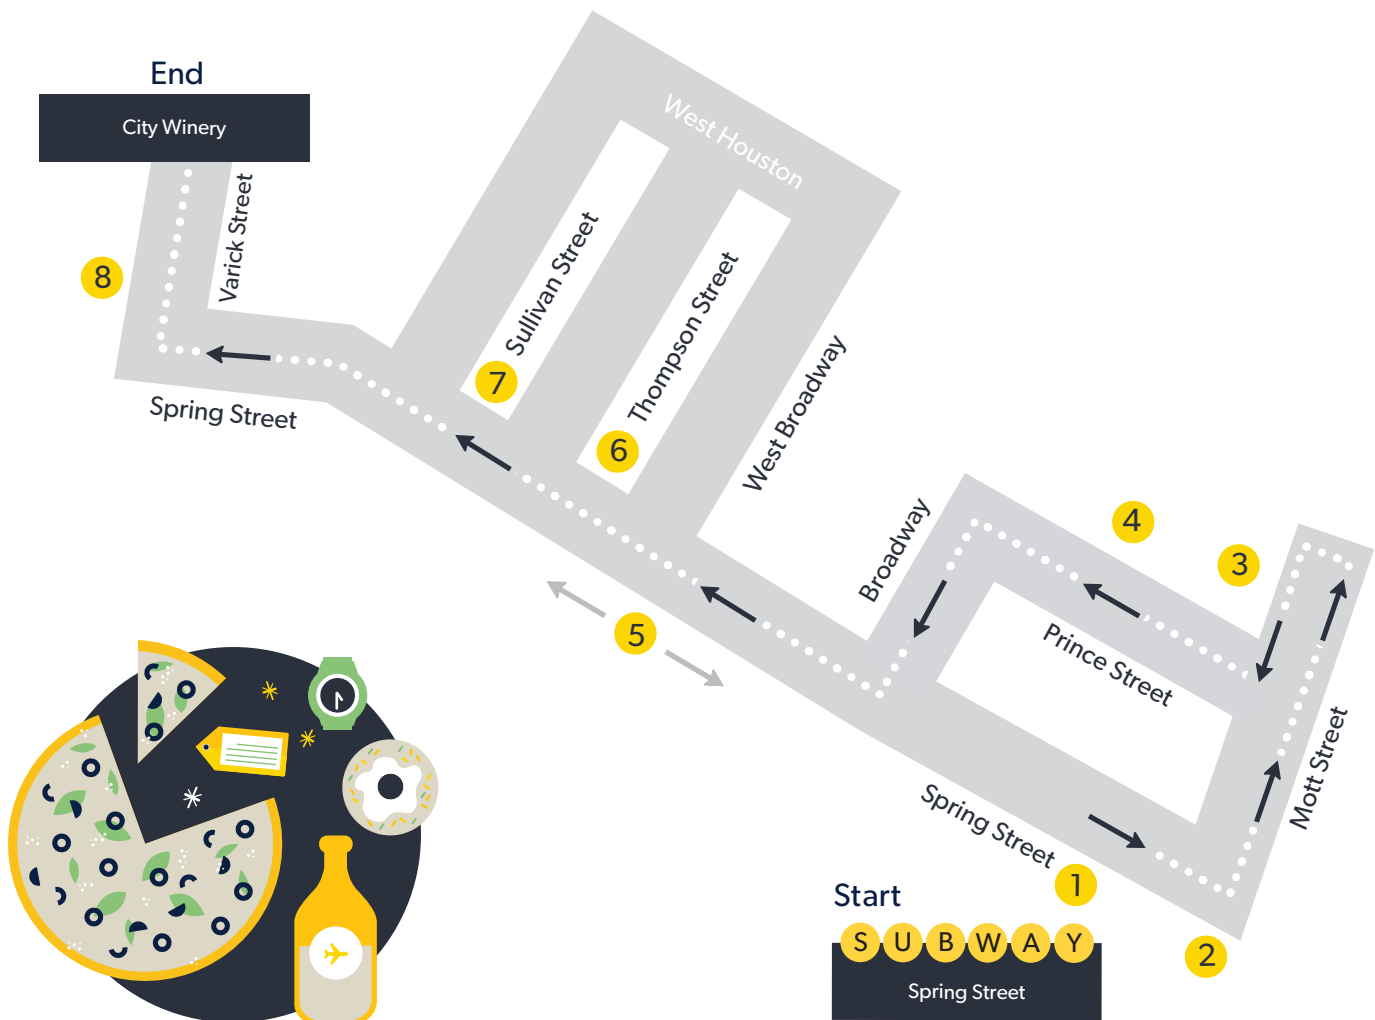 End
City Winery
West Houston
Varick Street
8
Sullivan Street
Thompson Street
7
West Broadway
Spring Street
6
Broadway
4
3
5
Prince Street
Mott Street
Spring Street
1
Start
SUBWAY
2
Spring Street